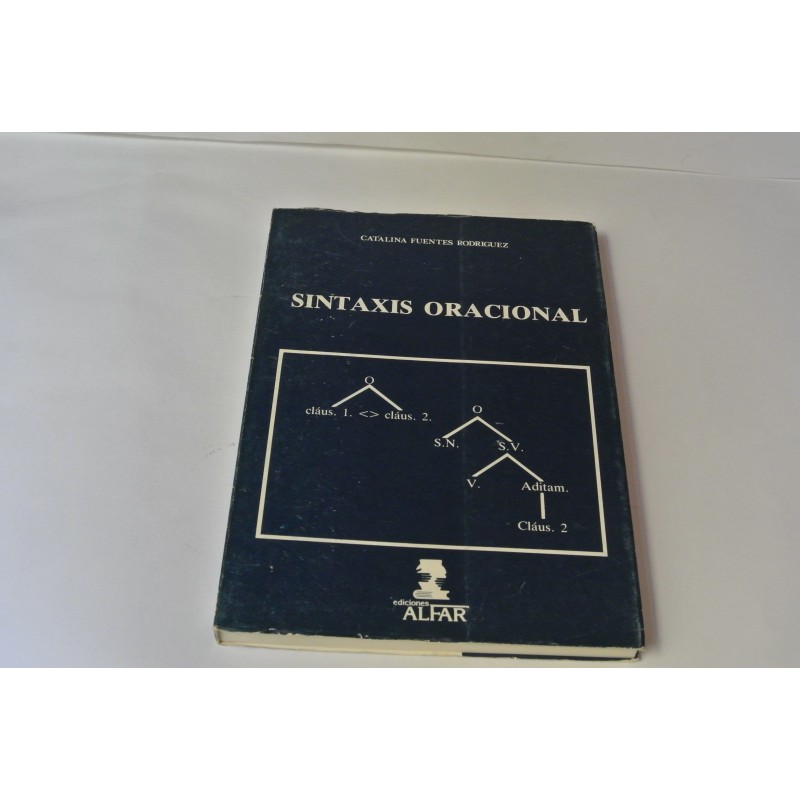 CATALINA FUENTES RODRIGUEZ
SINTAXIS ORACIONAL
O
cláus. 1. <> cláus. 2.
O
S.N. S.V.
V. Aditam.
Cláus. 2
ediciones
ALFAR